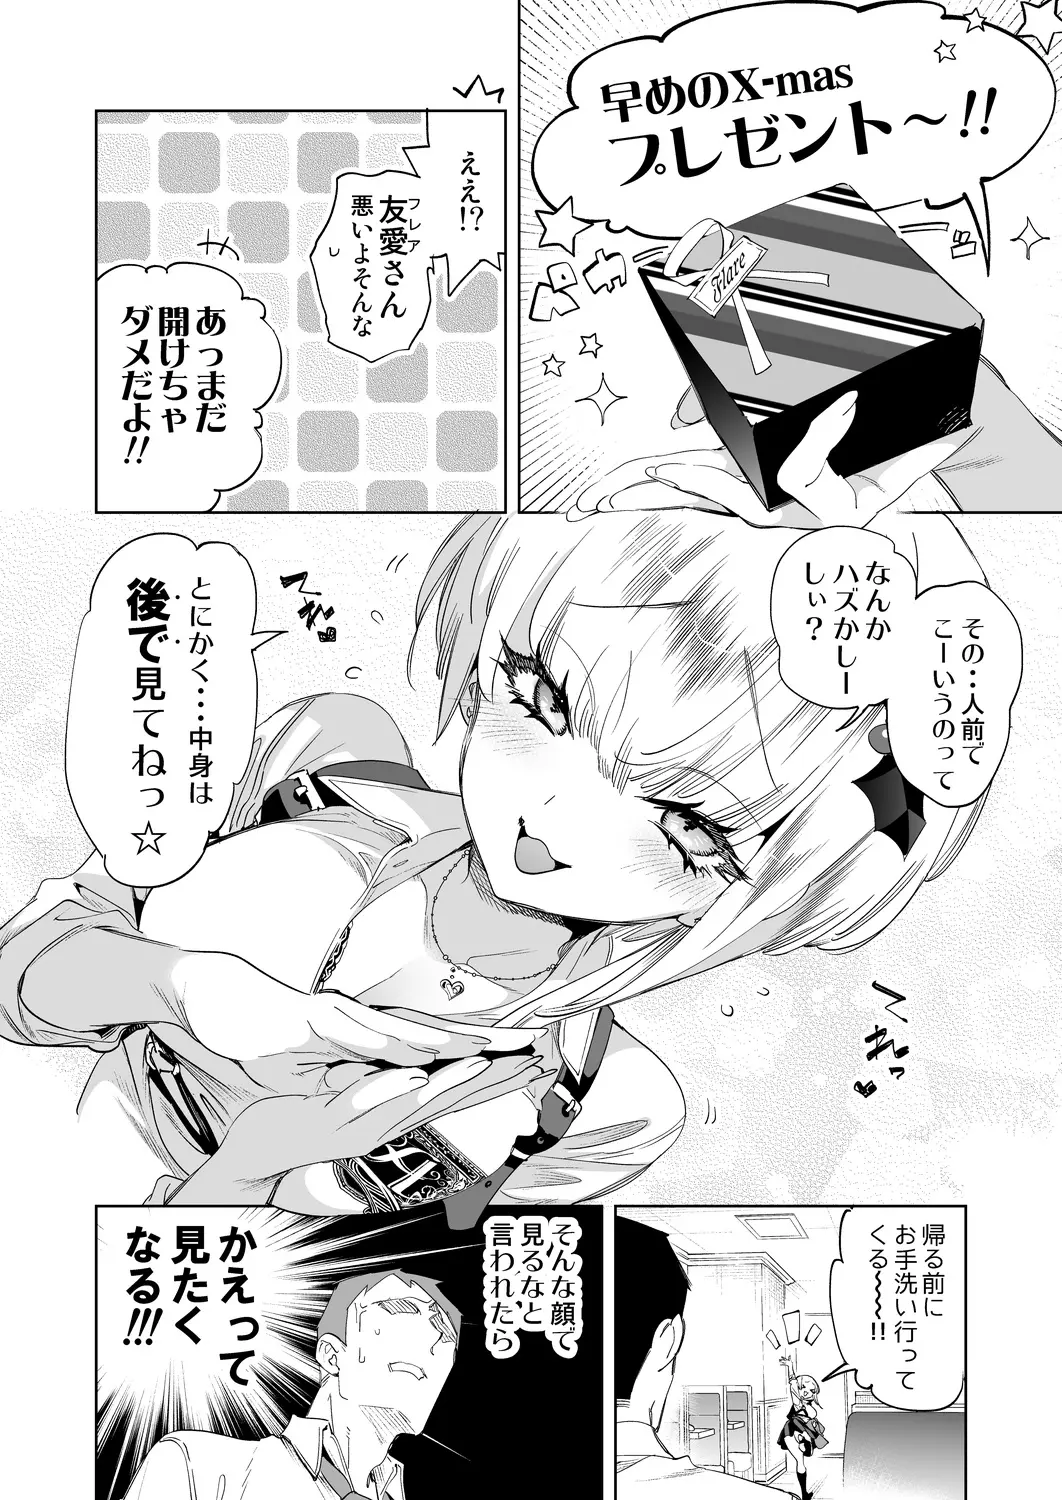 早めのX-mas
プレゼント〜!!
Flare
ええ!?
友愛さん
フレア
悪いよそんな
あっまだ
開けちゃ
ダメだよ!!
その‥人前で
こーいうのって
なんか
ハズかしー
しぃ?
とにかく・・・中身は
後で見てねっ☆
帰る前に
お手洗い行って
くる〜〜!!
そんな顔で
見るなと
言われたら
かえって
見たく
なる!!!